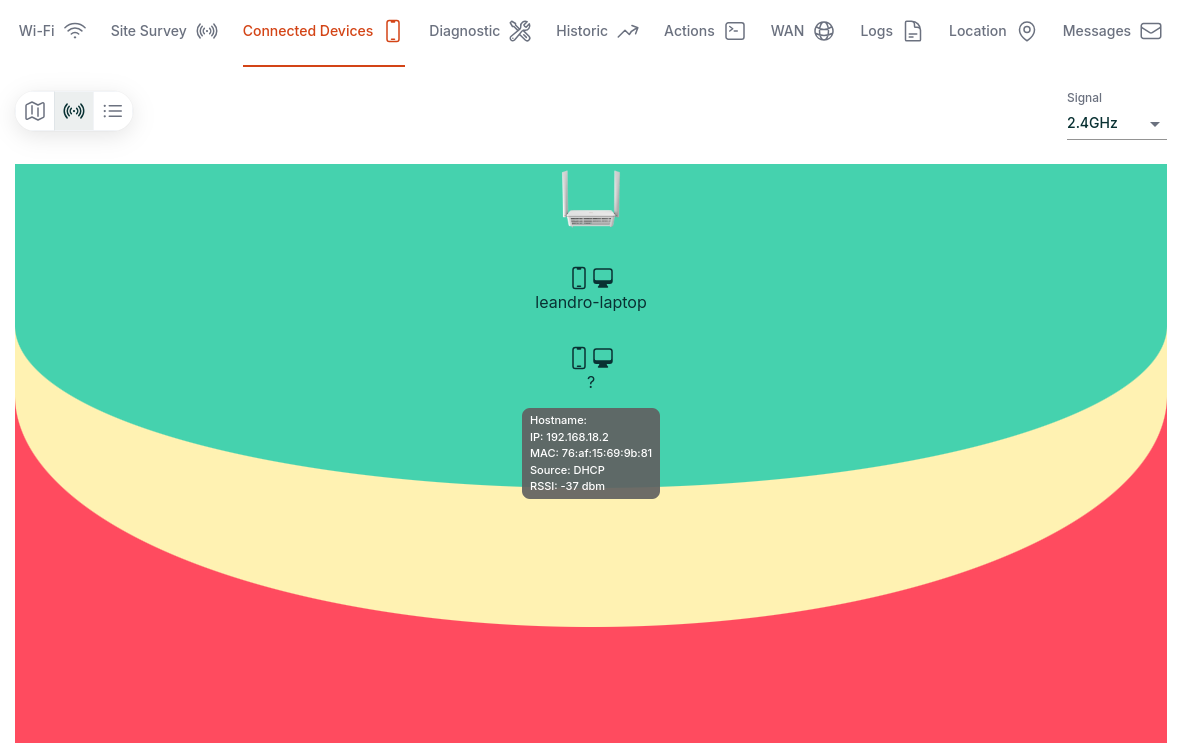 Wi-Fi
Site Survey
Connected Devices
Diagnostic
Historic
Actions
WAN
Logs
Location
Messages
Signal
2.4GHz
leandro-laptop
?
Hostname:
IP: 192.168.18.2
MAC: 76:af:15:69:9b:81
Source: DHCP
RSSI: -37 dbm